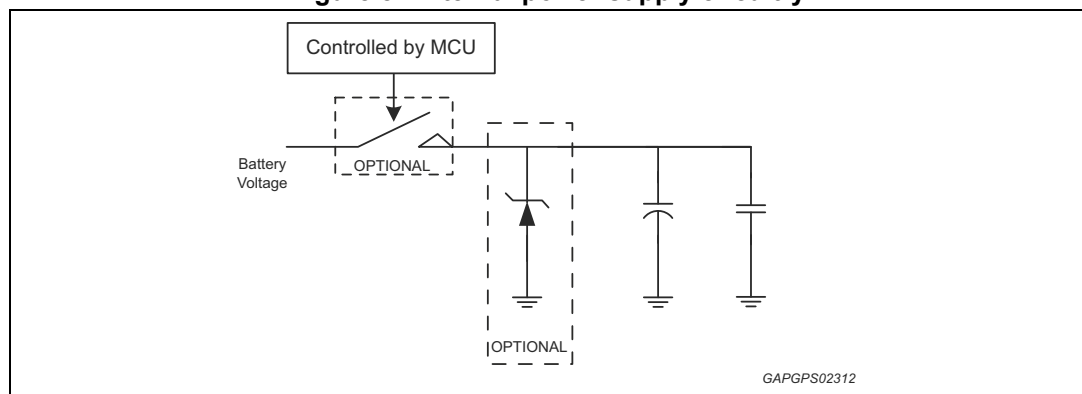 Controlled by MCU
OPTIONAL
Battery
Voltage
OPTIONAL
GAPGPS02312